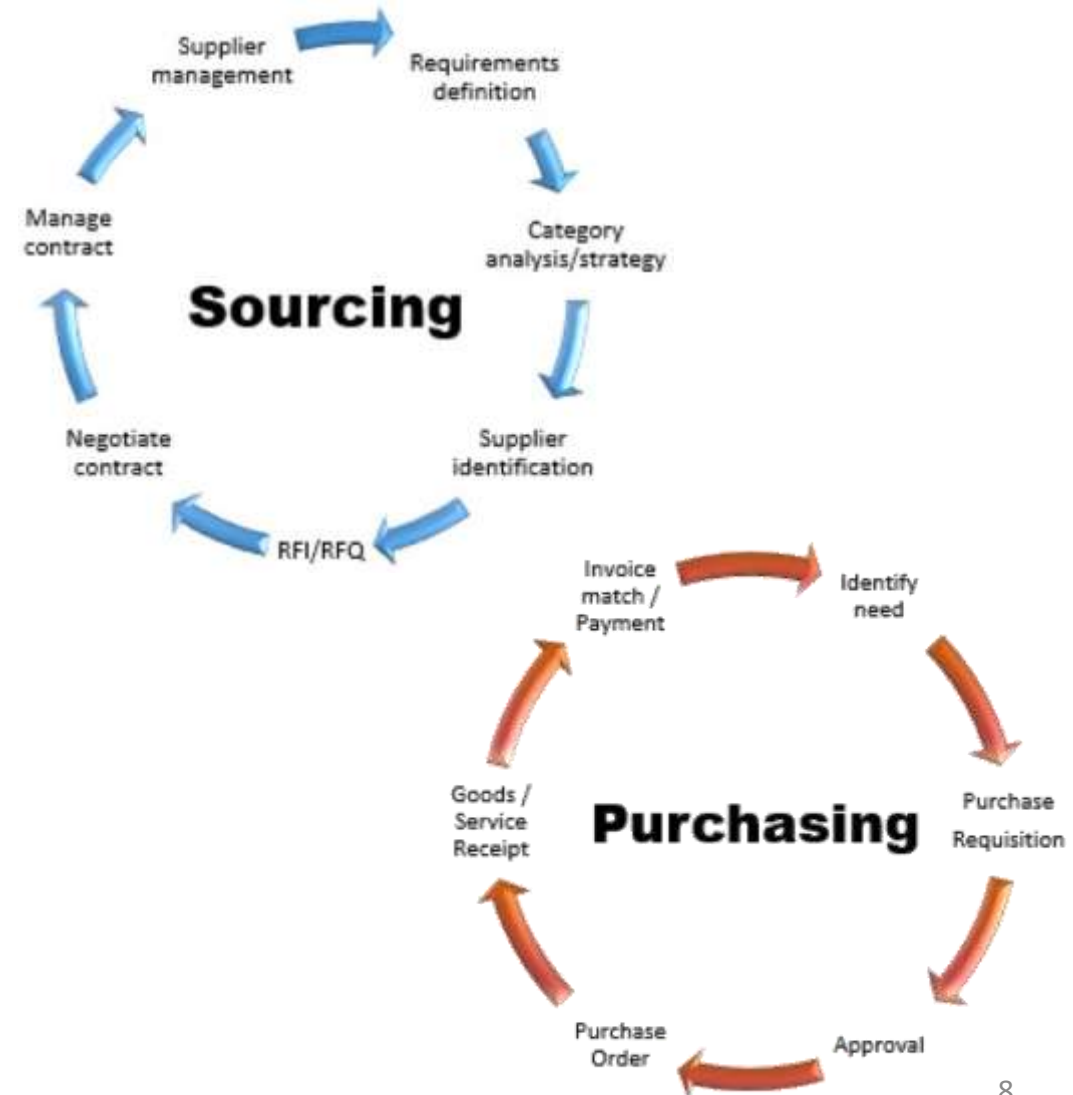 Supplier
management
Requirements
definition
Category
analysis/strategy
Supplier
identification
RFI/RFQ
Negotiate
contract
Manage
contract
Sourcing
Invoice
match /
Payment
Identify
need
Purchase
Requisition
Approval
Purchase
Order
Goods /
Service
Receipt
Purchasing
8